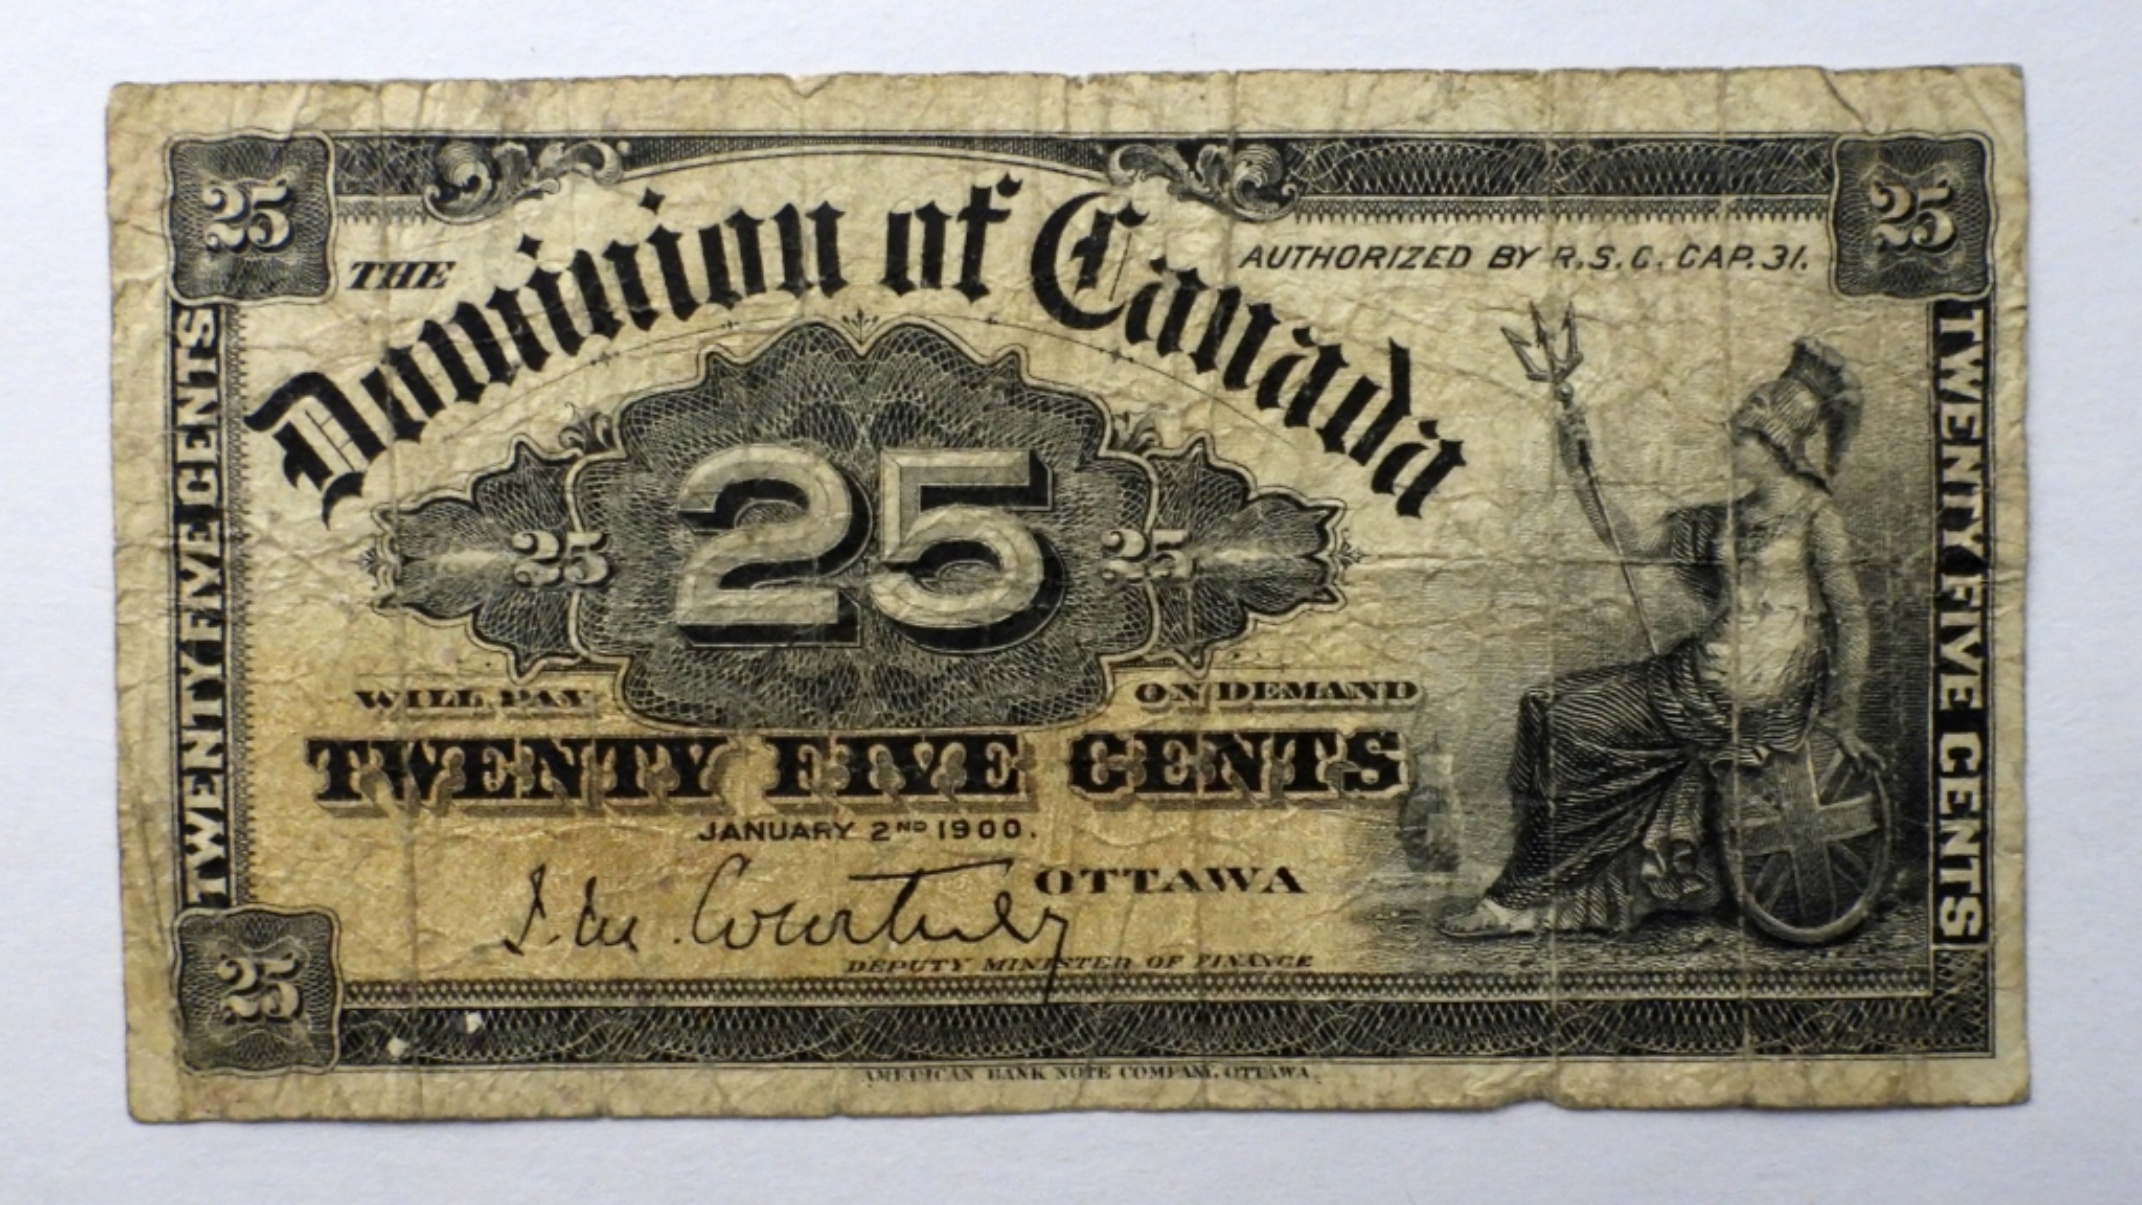 25
25
THE
Dominion of Canada
AUTHORIZED BY R.S.C. CAP. 31.
TWENTY FIVE CENTS
25
25
25
TWENTY FIVE CENTS
WILL PAY
ON DEMAND
TWENTY FIVE CENTS
JANUARY 2ND 1900.
OTTAWA
Courtney
DEPUTY MINISTER OF FINANCE
25
AMERICAN BANK NOTE COMPANY, OTTAWA.